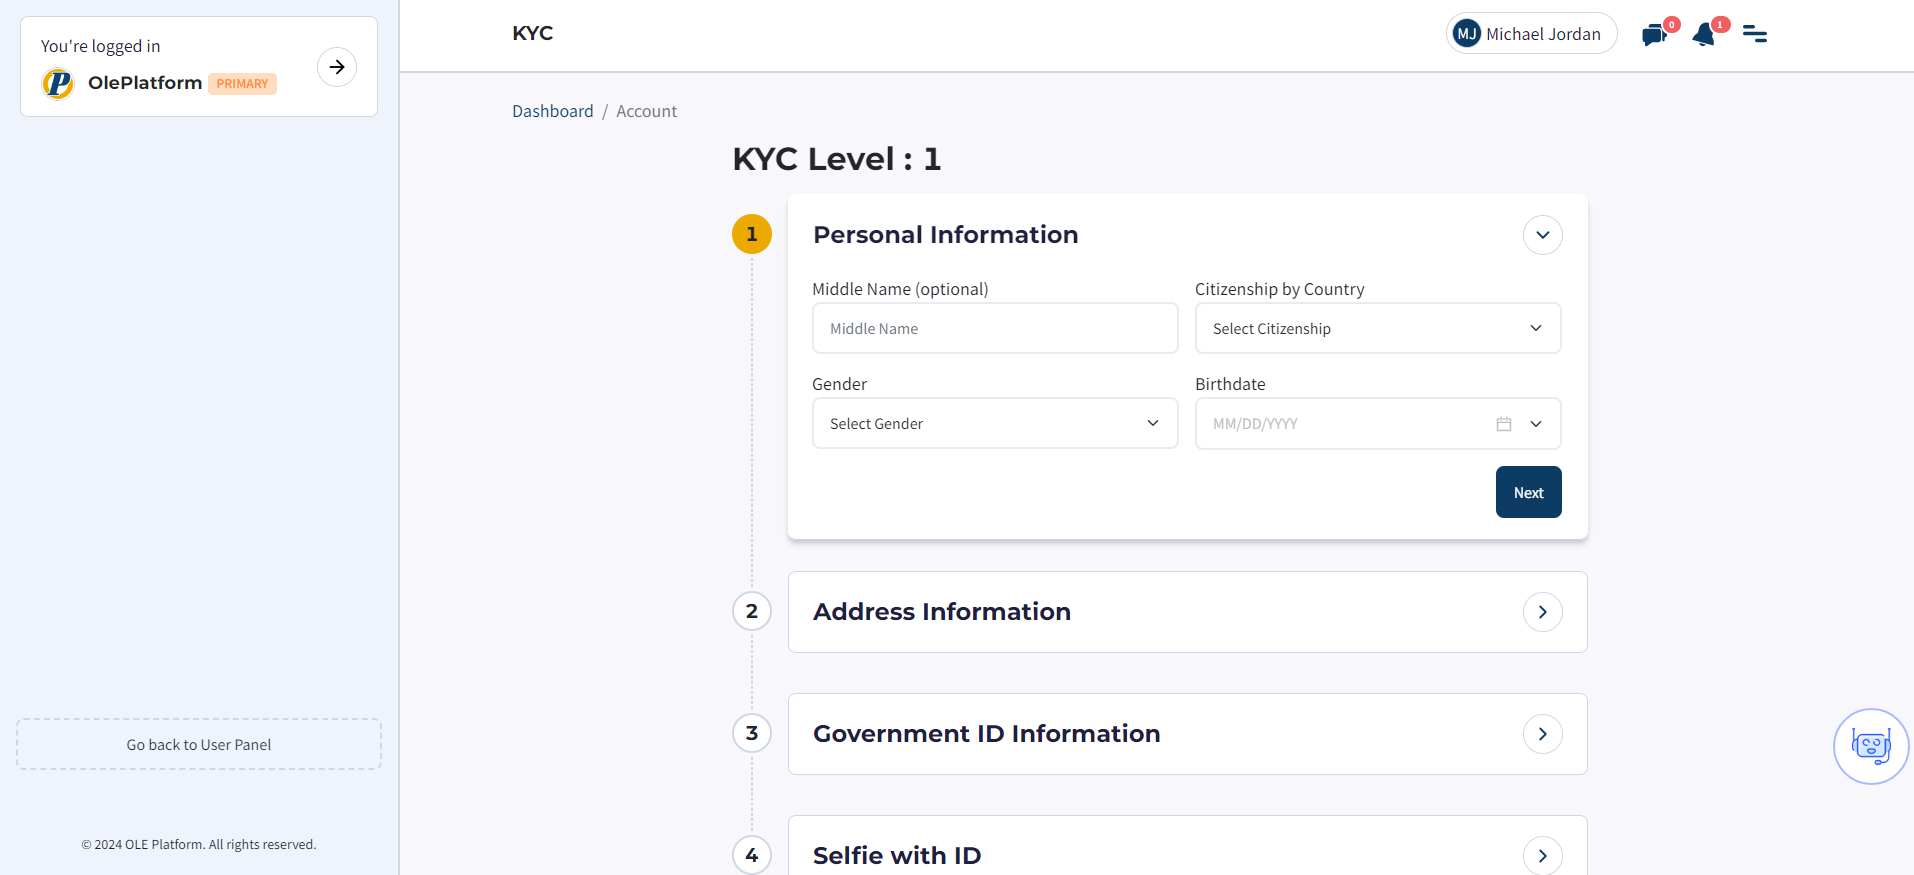 You're logged in
OlePlatform PRIMARY
Go back to User Panel
© 2024 OLE Platform. All rights reserved.
KYC
MJ Michael Jordan
0
1
Dashboard / Account
KYC Level : 1
1 Personal Information
Middle Name (optional)
Middle Name
Citizenship by Country
Select Citizenship
Gender
Select Gender
Birthdate
MM/DD/YYYY
Next
2 Address Information
3 Government ID Information
4 Selfie with ID